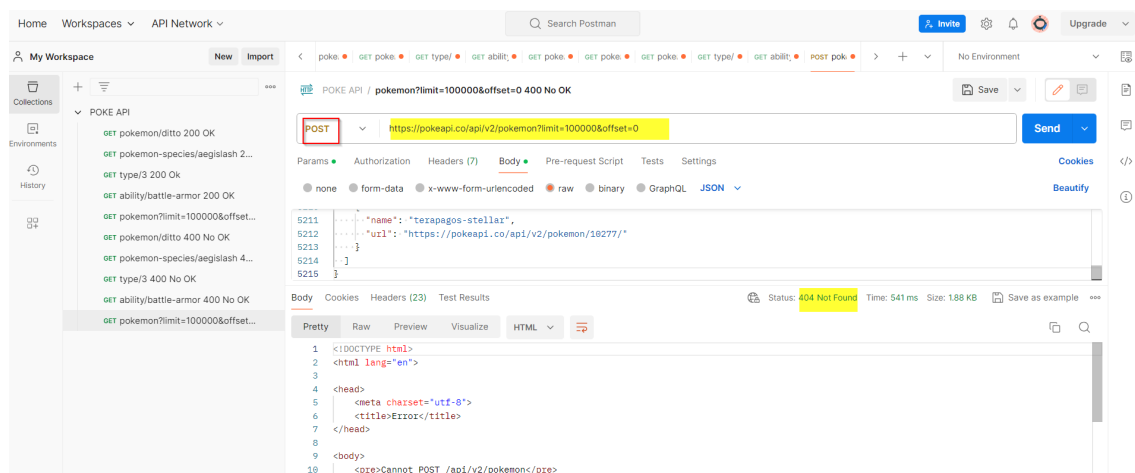 Home Workspaces API Network Search Postman Invite Upgrade
My Workspace New Import poke. GET poke. GET type/ GET ability GET poke. GET poke. GET poke. GET type/ GET ability POST pok No Environment
Collections
Environments
History
POKE API
GET pokemon/ditto 200 OK
GET pokemon-species/aegislash 2...
GET type/3 200 Ok
GET ability/battle-armor 200 OK
GET pokemon?limit=100000&offset...
GET pokemon/ditto 400 No OK
GET pokemon-species/aegislash 4...
GET type/3 400 No OK
GET ability/battle-armor 400 No OK
GET pokemon?limit=100000&offset...
HTTP POKE API / pokemon?limit=100000&offset=0 400 No OK Save
POST https://pokeapi.co/api/v2/pokemon?limit=100000&offset=0 Send
Params Authorization Headers (7) Body Pre-request Script Tests Settings Cookies
none form-data x-www-form-urlencoded raw binary GraphQL JSON Beautify
5211 "name": "terapagos-stellar",
5212 "url": "https://pokeapi.co/api/v2/pokemon/10277/"
5213 }
5214 ]
5215 }
Body Cookies Headers (23) Test Results Status: 404 Not Found Time: 541 ms Size: 1.88 KB Save as example
Pretty Raw Preview Visualize HTML
1 <!DOCTYPE html>
2 <html lang="en">
3
4 <head>
5 <meta charset="utf-8">
6 <title>Error</title>
7 </head>
8
9 <body>
10 <pre>Cannot POST /api/v2/pokemon</pre>